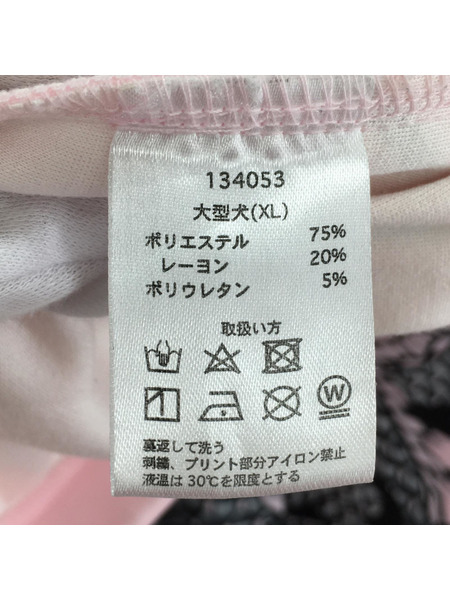 134053
大型犬(XL)
ポリエステル 75%
レーヨン 20%
ポリウレタン 5%
取扱い方
W
裏返して洗う
刺繍、プリント部分アイロン禁止
液温は30℃を限度とする